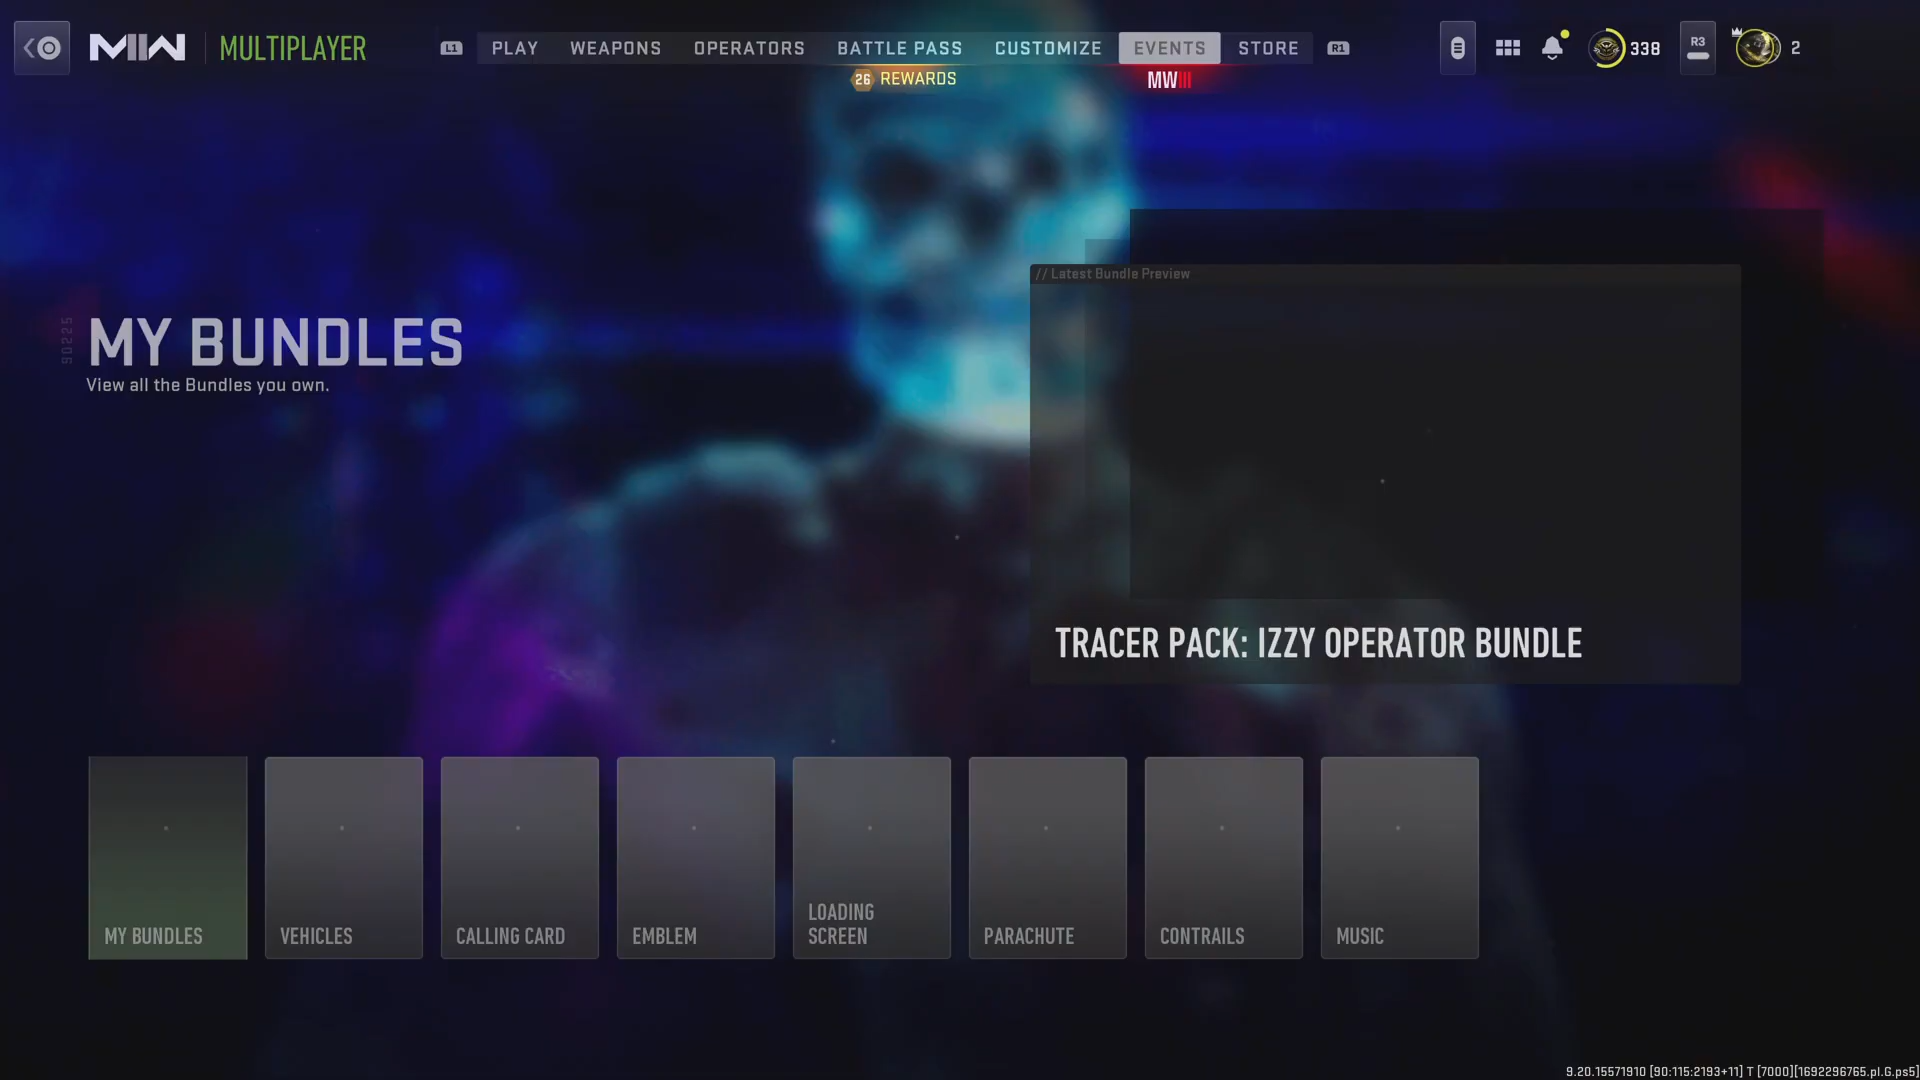 MWII
MULTIPLAYER
L1
PLAY
WEAPONS
OPERATORS
BATTLE PASS
CUSTOMIZE
EVENTS
STORE
R1
338
R3
2
26 REWARDS
MWIII
// Latest Bundle Preview
90225
MY BUNDLES
View all the Bundles you own.
TRACER PACK: IZZY OPERATOR BUNDLE
MY BUNDLES
VEHICLES
CALLING CARD
EMBLEM
LOADING
SCREEN
PARACHUTE
CONTRAILS
MUSIC
9.20.15571910 [90:115:2193+11] T [7000][1692296765.pl.G.ps5]